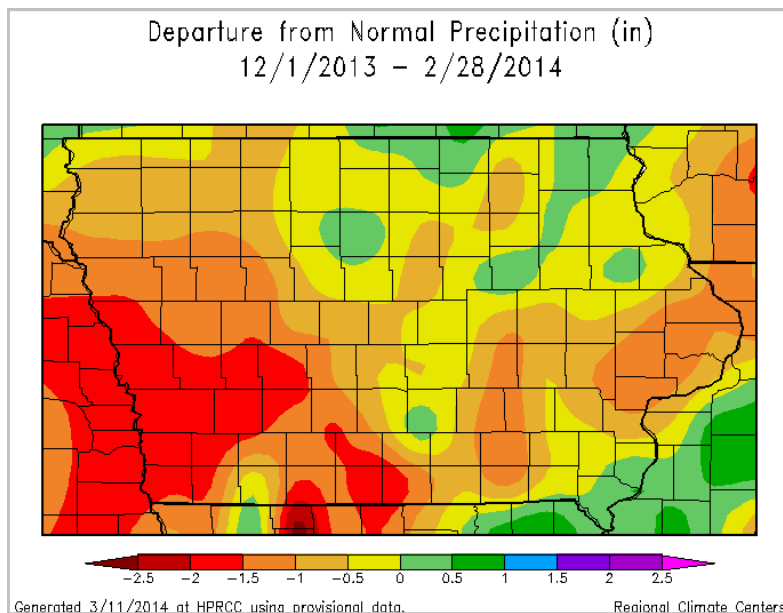 Departure from Normal Precipitation (in)
12/1/2013 – 2/28/2014
-2.5 -2 -1.5 -1 -0.5 0 0.5 1 1.5 2 2.5
Generated 3/11/2014 at HPRCC using provisional data. Regional Climate Centers